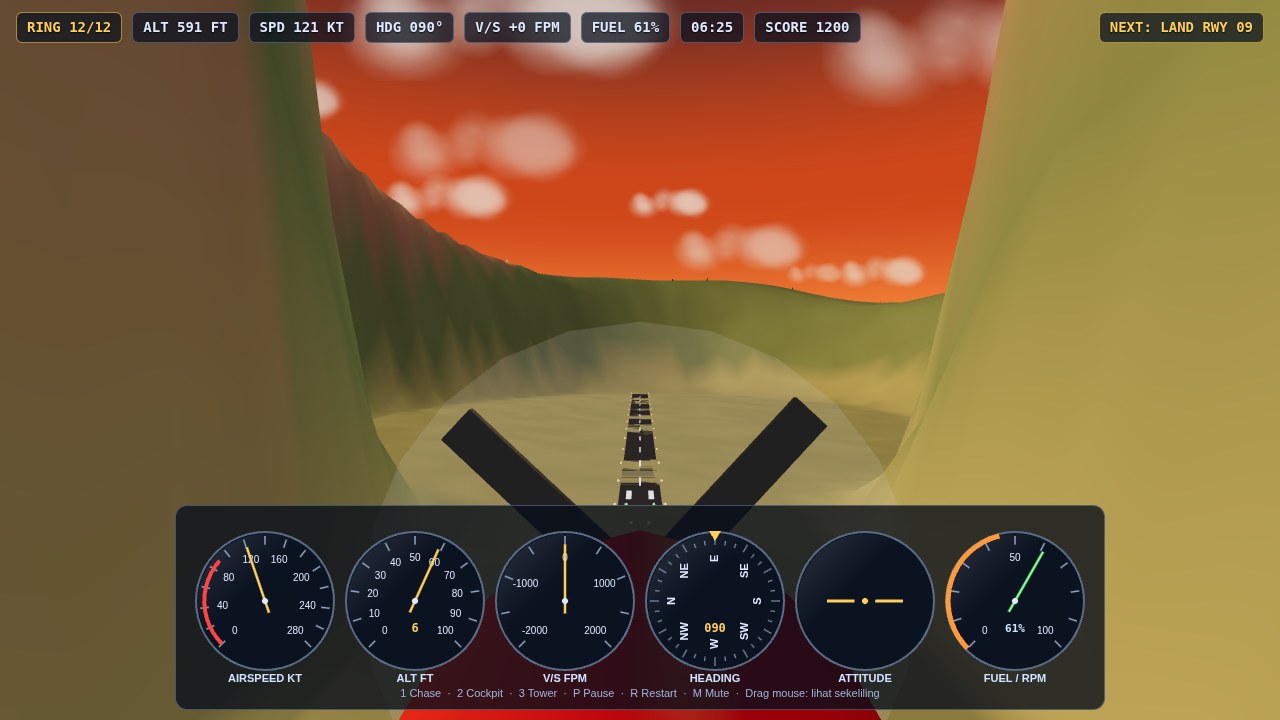 RING 12/12 ALT 591 FT SPD 121 KT HDG 090° V/S +0 FPM FUEL 61% 06:25 SCORE 1200 NEXT: LAND RWY 09
0 40 80 120 160 200 240 280
0 10 20 30 40 50 60 70 80 90 100 6
-2000 -1000 0 1000 2000
N NE E SE S SW W NW 090
0 50 100 61%
AIRSPEED KT ALT FT V/S FPM HEADING ATTITUDE FUEL / RPM
1 Chase · 2 Cockpit · 3 Tower · P Pause · R Restart · M Mute · Drag mouse: lihat sekeliling